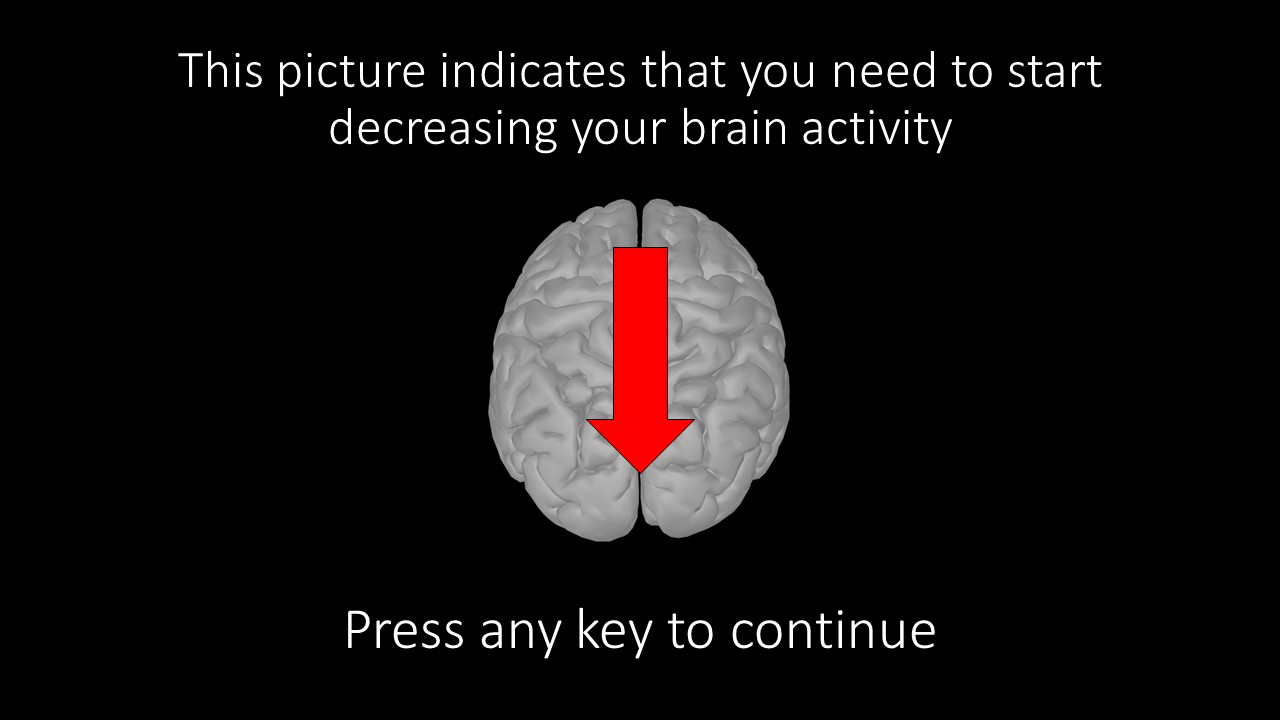 This picture indicates that you need to start
decreasing your brain activity
Press any key to continue